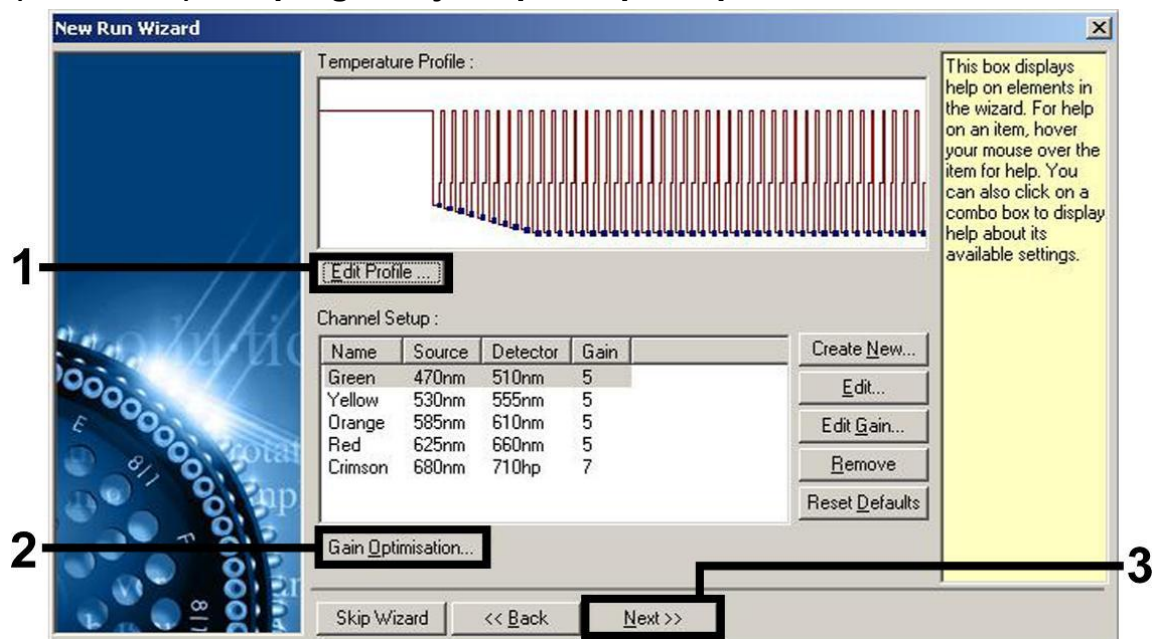 New Run Wizard
Temperature Profile :
This box displays
help on elements in
the wizard. For help
on an item, hover
your mouse over the
item for help. You
can also click on a
combo box to display
help about its
available settings.
1
Edit Profile ...
Channel Setup :
Name Source Detector Gain
Green 470nm 510nm 5
Yellow 530nm 555nm 5
Orange 585nm 610nm 5
Red 625nm 660nm 5
Crimson 680nm 710hp 7
Create New...
Edit...
Edit Gain...
Remove
Reset Defaults
2
Gain Optimisation...
3
Skip Wizard
<< Back
Next >>